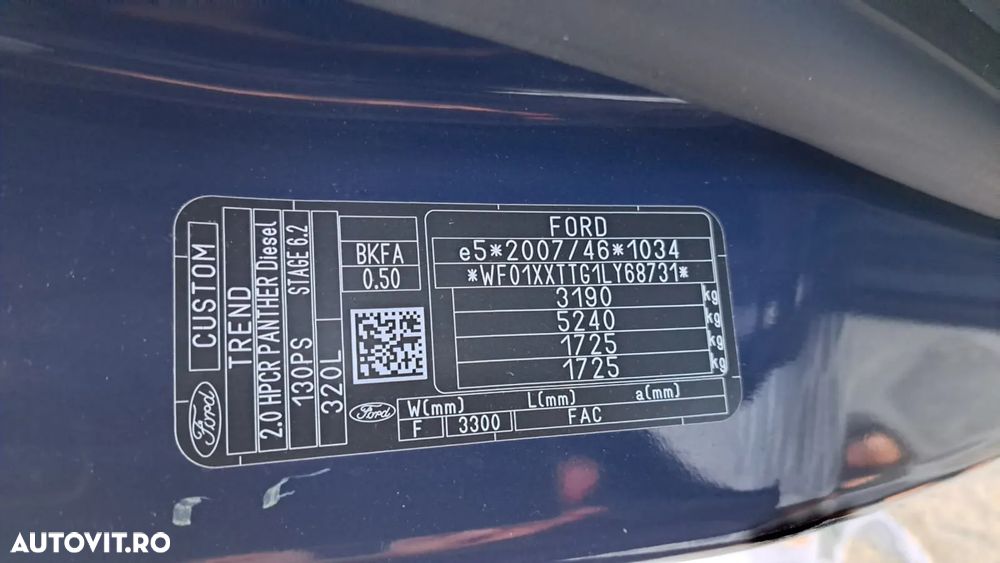 CUSTOM
TREND
2.0 HPCR PANTHER Diesel
130PS STAGE 6.2
320L
Ford
BKFA
0.50
Ford
FORD
e5*2007/46*1034
*WF01XXTTG1LY68731*
3190 kg
5240 kg
1725 kg
1725 kg
W(mm) L(mm) a(mm)
F 3300 FAC
AUTOVIT.RO